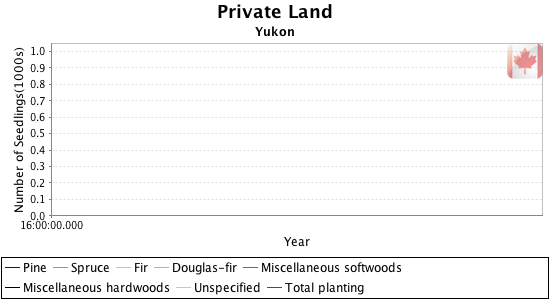 Private Land
Yukon
Number of Seedlings(1000s)
1.0
0.9
0.8
0.7
0.6
0.5
0.4
0.3
0.2
0.1
0.0
16:00:00.000
Year
Pine Spruce Fir Douglas-fir Miscellaneous softwoods
Miscellaneous hardwoods Unspecified Total planting